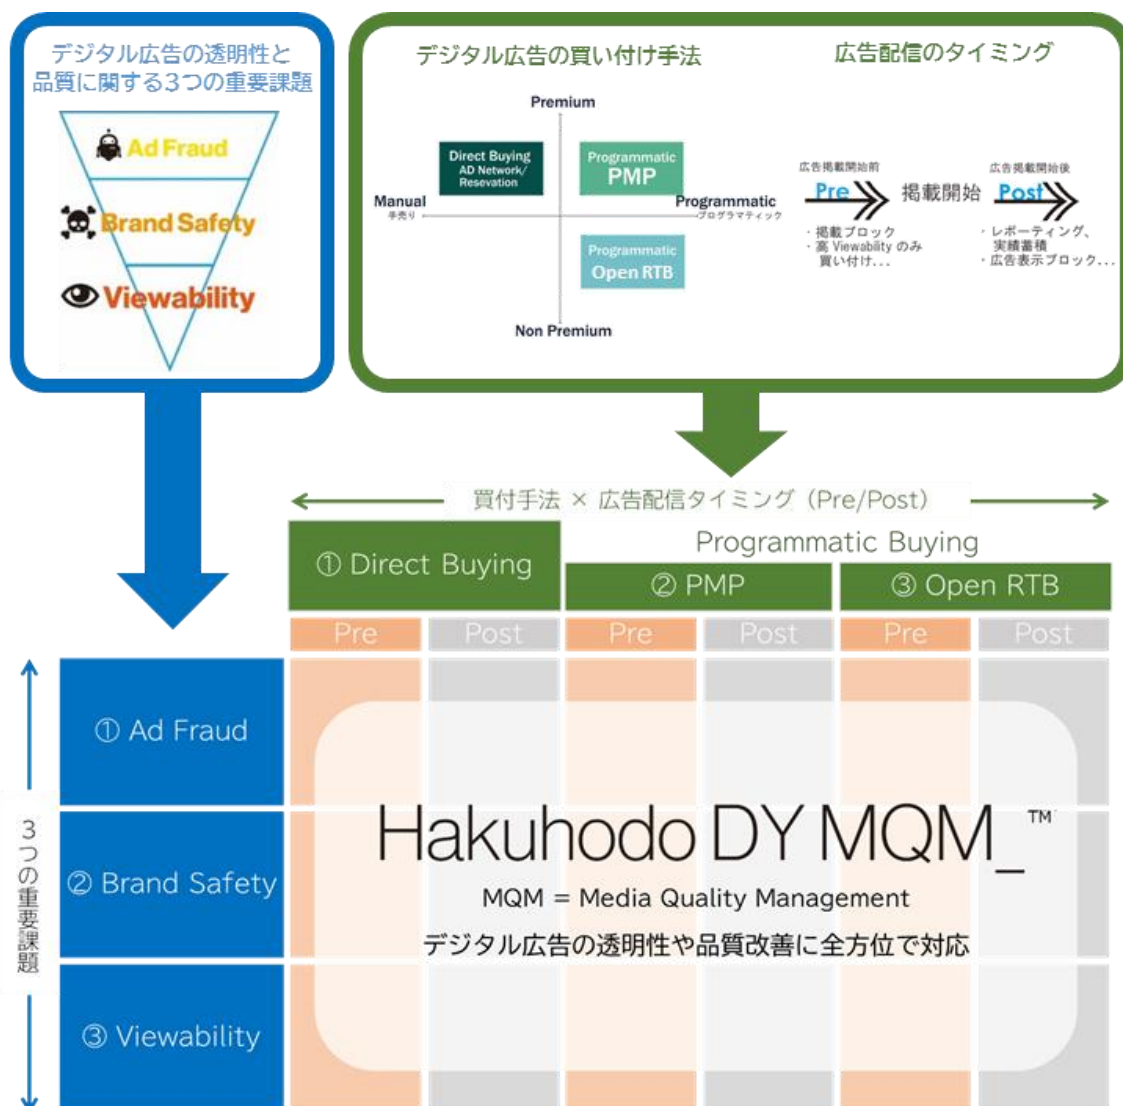 デジタル広告の透明性と
品質に関する3つの重要課題
Ad Fraud
Brand Safety
Viewability
デジタル広告の買い付け手法
Premium
Direct Buying
AD Network/
Resevation
Programmatic
PMP
Manual
手売り
Programmatic
プログラマティック
Programmatic
Open RTB
Non Premium
広告配信のタイミング
広告掲載開始前
Pre
掲載開始
広告掲載開始後
Post
・掲載ブロック
・高 Viewability のみ
買い付け...
・レポーティング、
実績蓄積
・広告表示ブロック...
買付手法 × 広告配信タイミング（Pre/Post）
① Direct Buying
Programmatic Buying
② PMP
③ Open RTB
Pre
Post
Pre
Post
Pre
Post
3つの重要課題
① Ad Fraud
② Brand Safety
③ Viewability
Hakuhodo DY MQM_™
MQM = Media Quality Management
デジタル広告の透明性や品質改善に全方位で対応